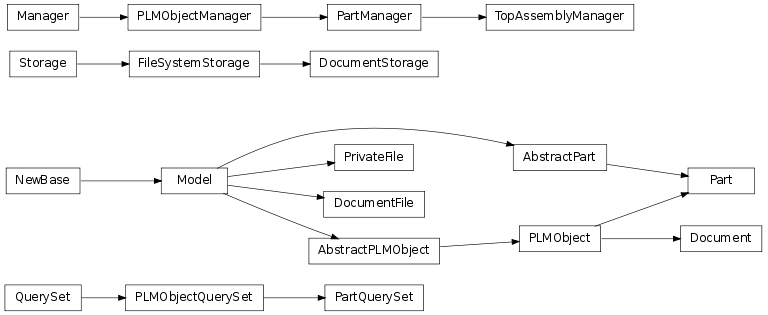 Manager
PLMObjectManager
PartManager
TopAssemblyManager
Storage
FileSystemStorage
DocumentStorage
PrivateFile
AbstractPart
NewBase
Model
Part
DocumentFile
AbstractPLMObject
PLMObject
Document
QuerySet
PLMObjectQuerySet
PartQuerySet